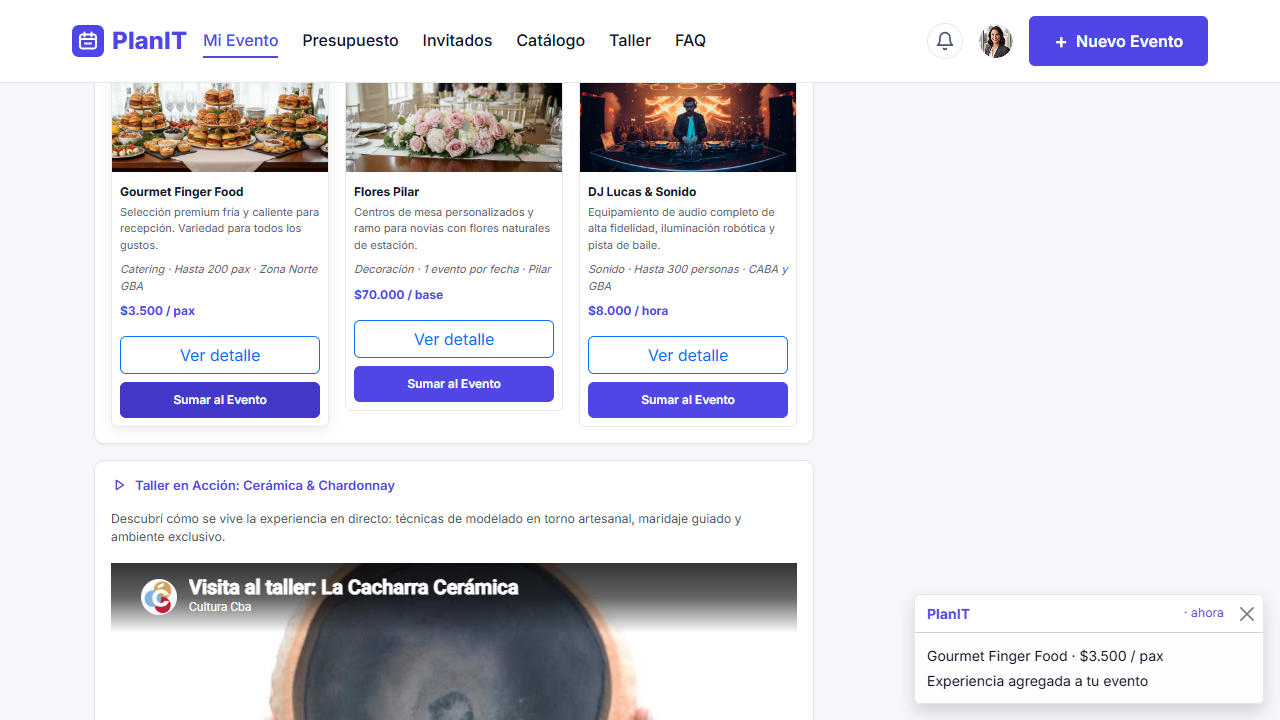 PlanIT
Mi Evento
Presupuesto
Invitados
Catálogo
Taller
FAQ
+ Nuevo Evento
Gourmet Finger Food
Selección premium fría y caliente para
recepción. Variedad para todos los
gustos.
Catering · Hasta 200 pax · Zona Norte
GBA
$3.500 / pax
Ver detalle
Sumar al Evento
Flores Pilar
Centros de mesa personalizados y
ramo para novias con flores naturales
de estación.
Decoración · 1 evento por fecha · Pilar
$70.000 / base
Ver detalle
Sumar al Evento
DJ Lucas & Sonido
Equipamiento de audio completo de
alta fidelidad, iluminación robótica y
pista de baile.
Sonido · Hasta 300 personas · CABA y
GBA
$8.000 / hora
Ver detalle
Sumar al Evento
Taller en Acción: Cerámica & Chardonnay
Descubrí cómo se vive la experiencia en directo: técnicas de modelado en torno artesanal, maridaje guiado y
ambiente exclusivo.
Visita al taller: La Cacharra Cerámica
Cultura Cba
PlanIT
· ahora
Gourmet Finger Food · $3.500 / pax
Experiencia agregada a tu evento